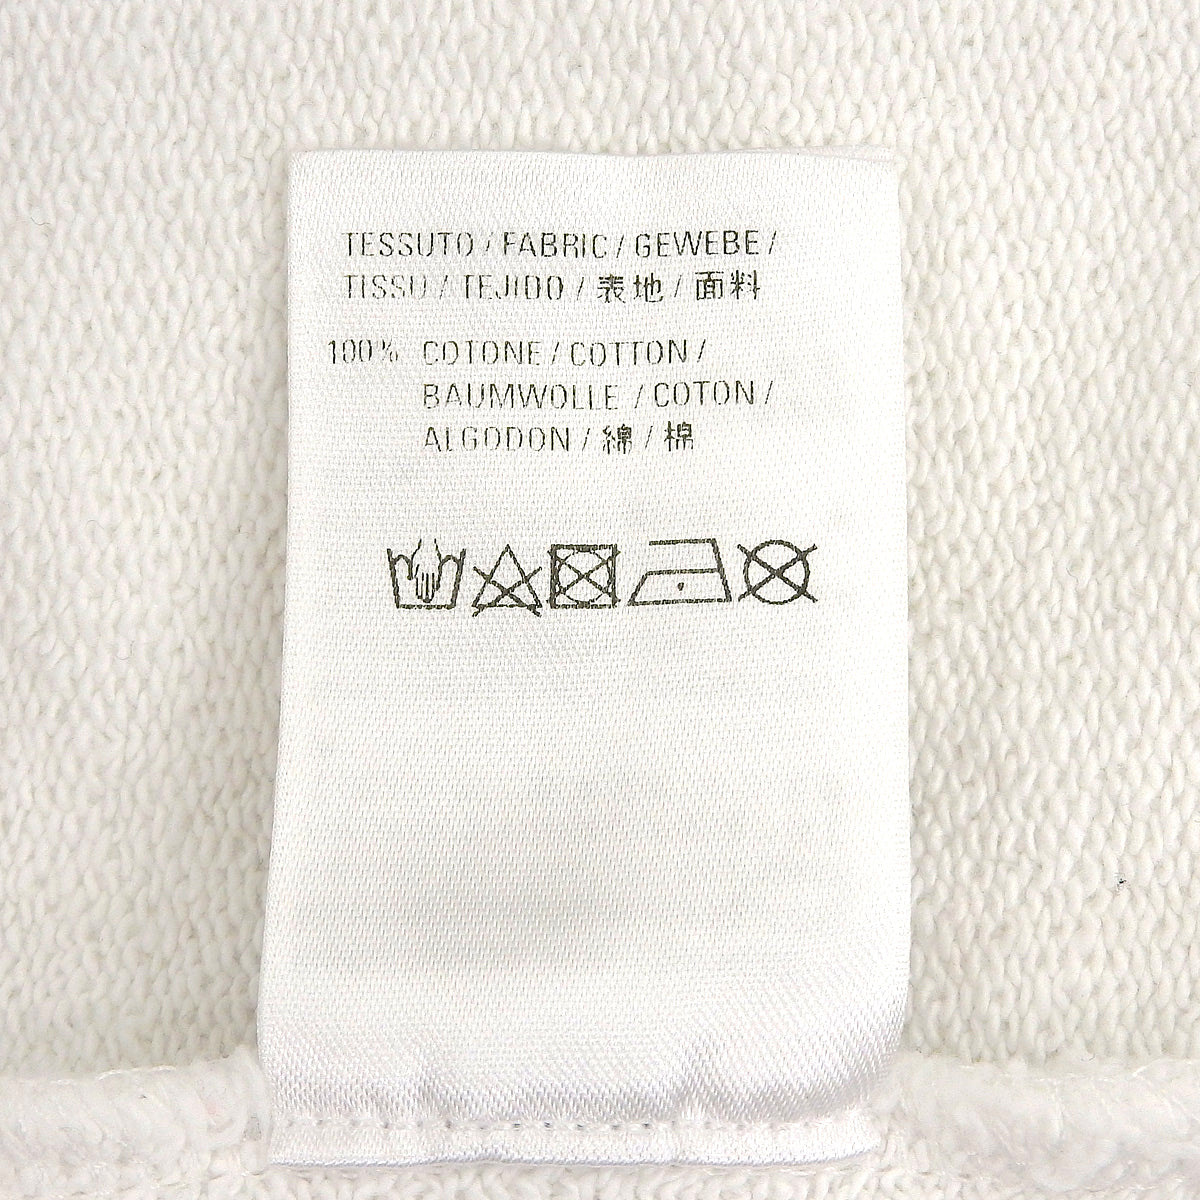 TESSUTO / FABRIC / GEWEBE /
TISSU / TEJIDO / 表地 / 面料
100% COTONE / COTTON /
BAUMWOLLE / COTON /
ALGODON / 綿 / 棉